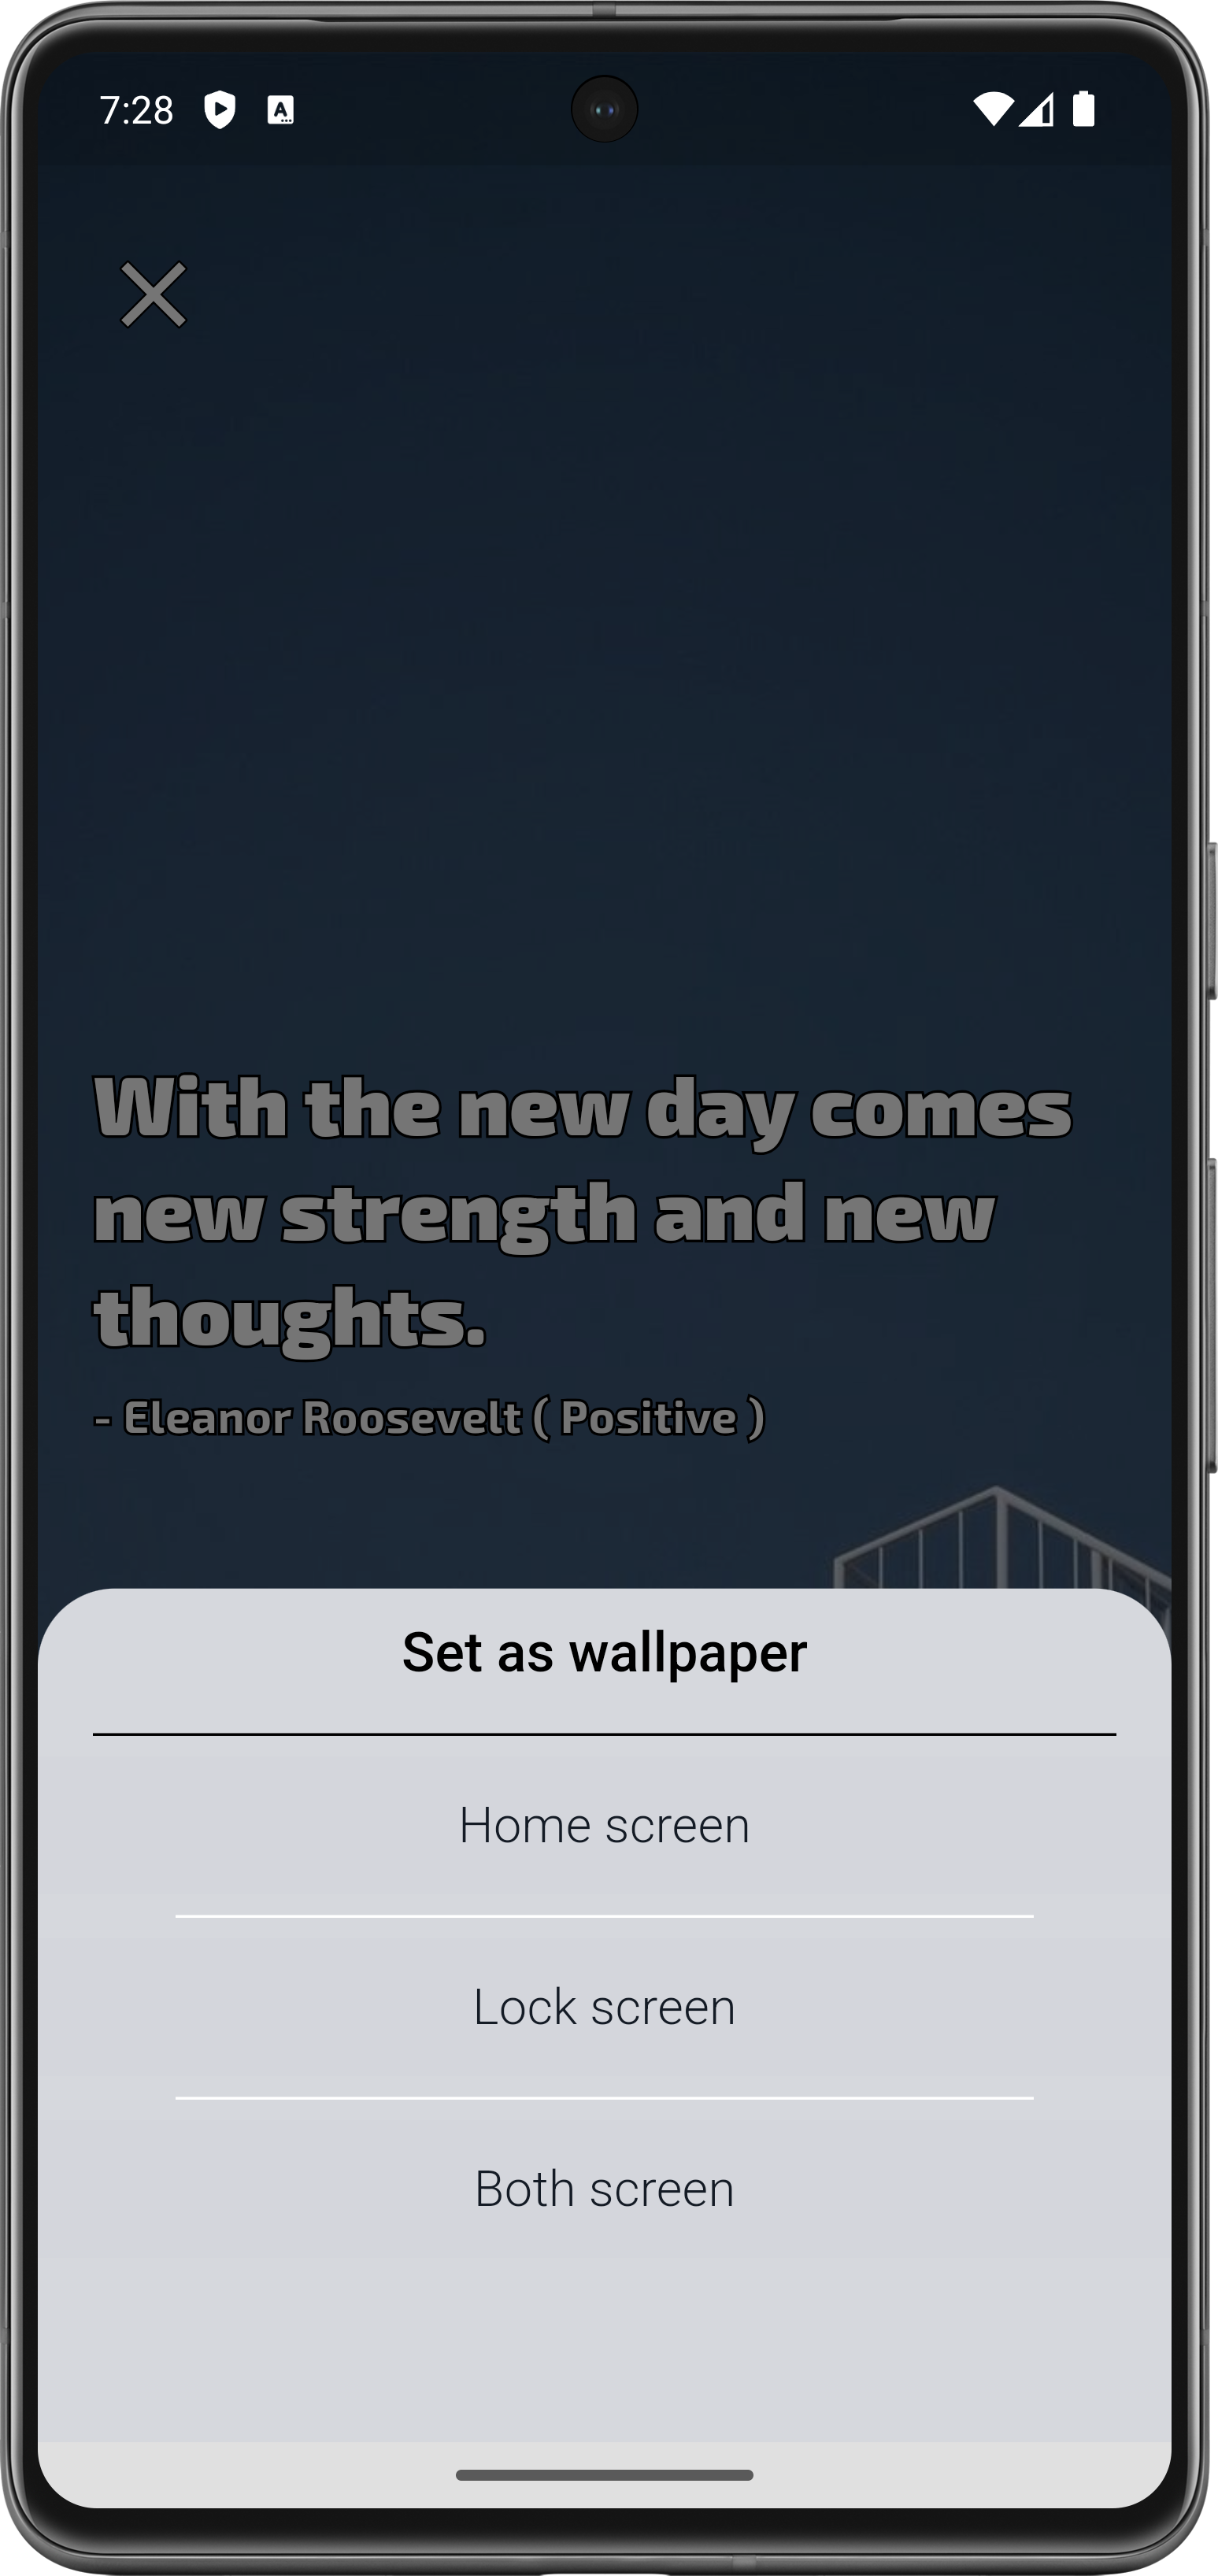 7:28
With the new day comes
new strength and new
thoughts.
- Eleanor Roosevelt ( Positive )
Set as wallpaper
Home screen
Lock screen
Both screen